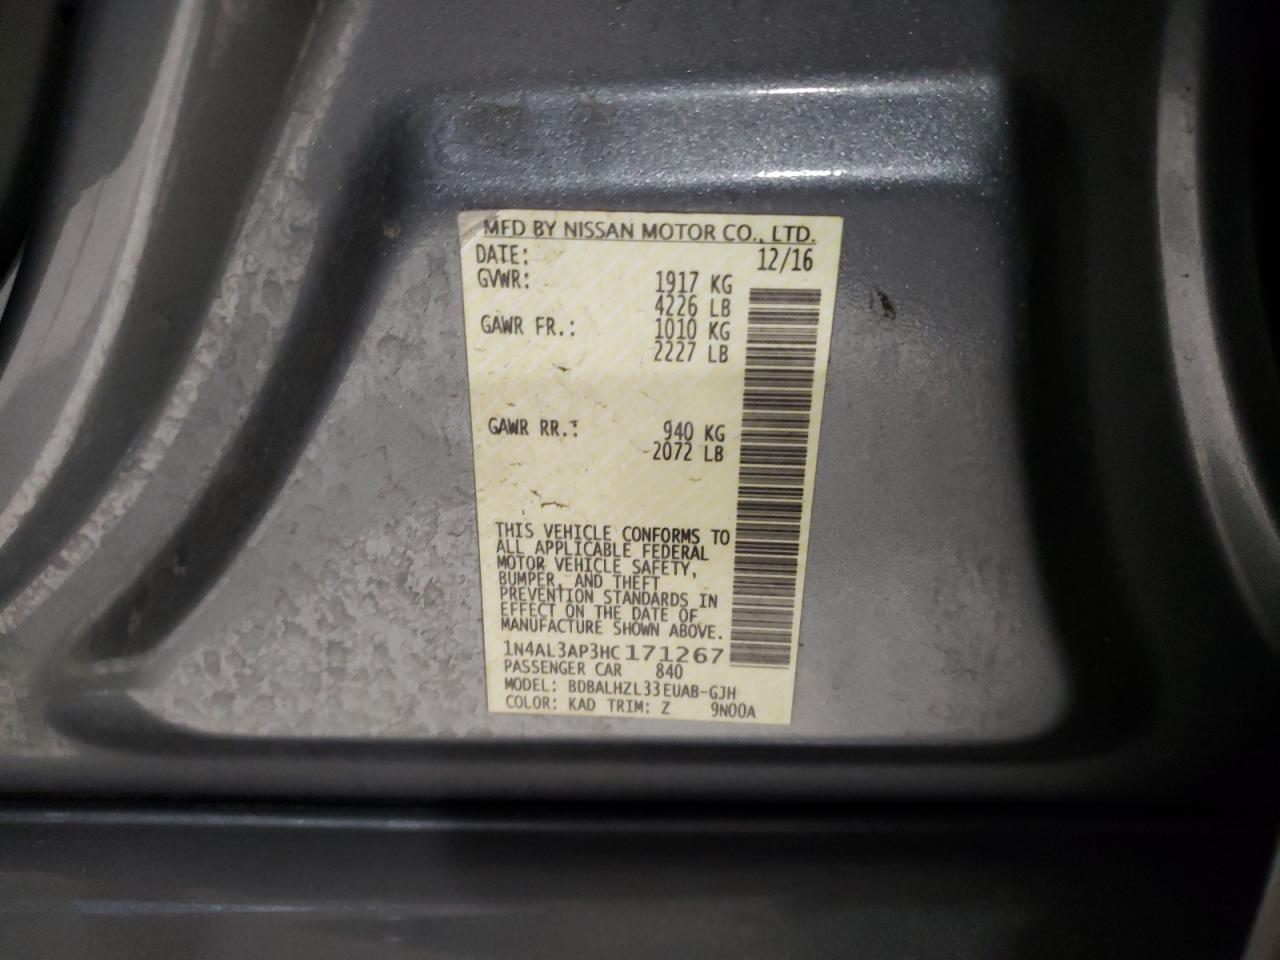 MFD BY NISSAN MOTOR CO., LTD.
DATE: 12/16
GVWR: 1917 KG
4226 LB
GAWR FR.: 1010 KG
2227 LB
GAWR RR.: 940 KG
2072 LB
THIS VEHICLE CONFORMS TO
ALL APPLICABLE FEDERAL
MOTOR VEHICLE SAFETY,
BUMPER, AND THEFT
PREVENTION STANDARDS IN
EFFECT ON THE DATE OF
MANUFACTURE SHOWN ABOVE.
1N4AL3AP3HC171267
PASSENGER CAR 840
MODEL: BDBALHZL33EUAB-GJH
COLOR: KAD TRIM: Z 9N00A